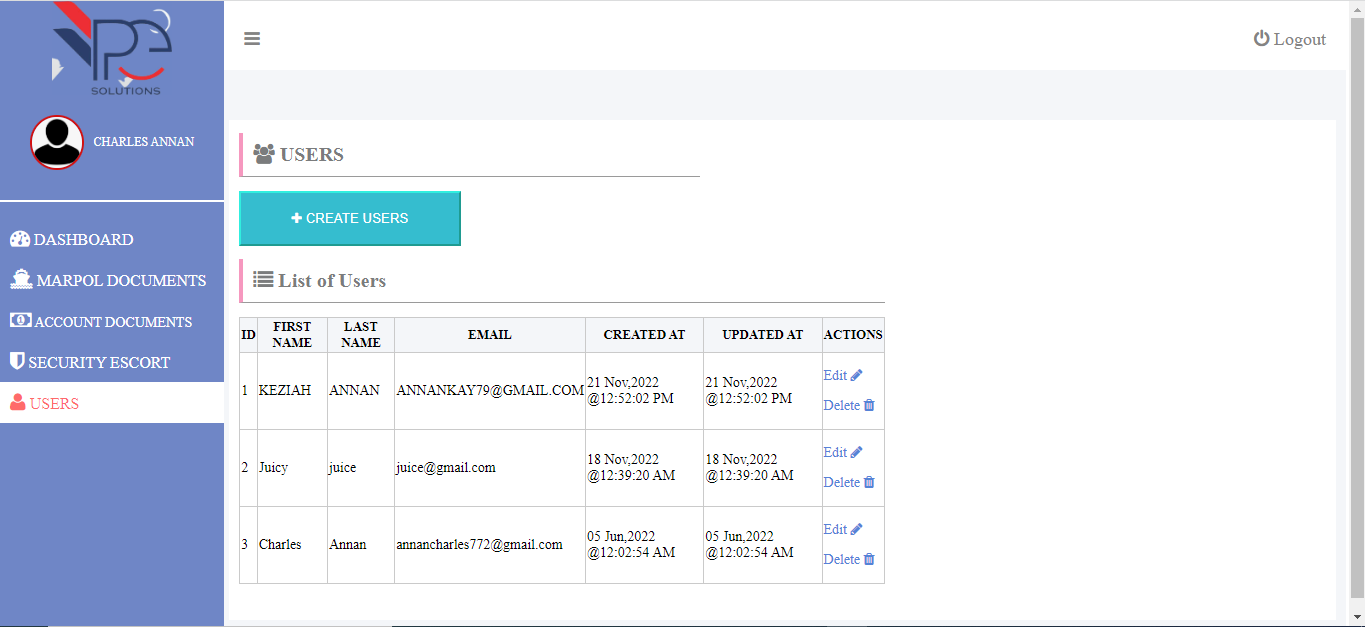 SOLUTIONS
CHARLES ANNAN
DASHBOARD
MARPOL DOCUMENTS
ACCOUNT DOCUMENTS
SECURITY ESCORT
USERS
Logout
USERS
CREATE USERS
List of Users
ID FIRST NAME LAST NAME EMAIL CREATED AT UPDATED AT ACTIONS
1 KEZIAH ANNAN ANNANKAY79@GMAIL.COM 21 Nov,2022 @12:52:02 PM 21 Nov,2022 @12:52:02 PM Edit Delete
2 Juicy juice juice@gmail.com 18 Nov,2022 @12:39:20 AM 18 Nov,2022 @12:39:20 AM Edit Delete
3 Charles Annan annancharles772@gmail.com 05 Jun,2022 @12:02:54 AM 05 Jun,2022 @12:02:54 AM Edit Delete